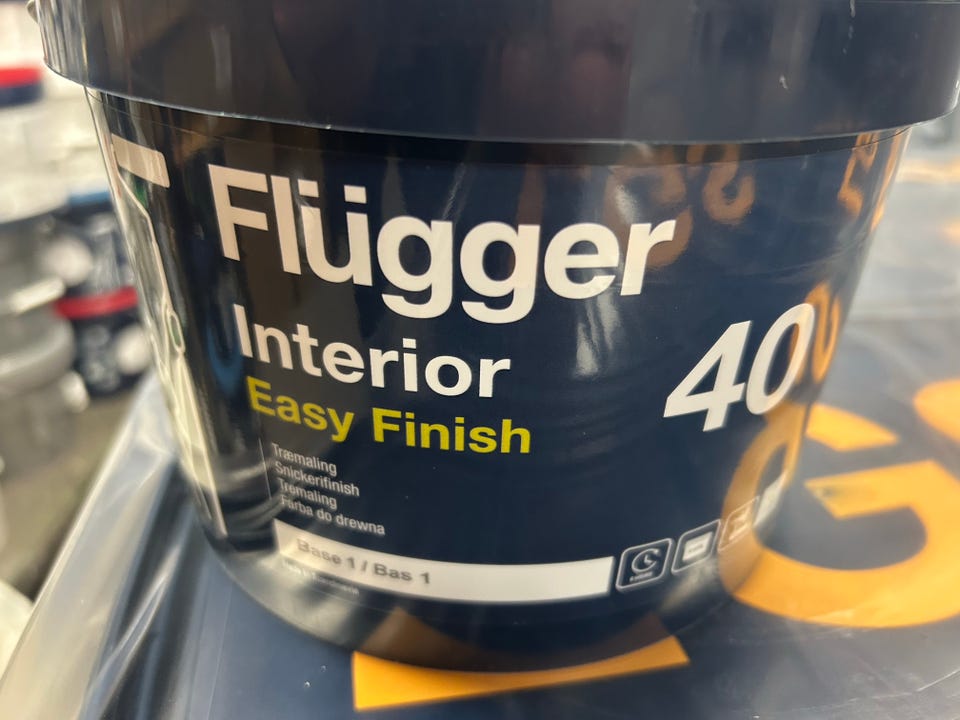 Flügger
Interior
Easy Finish
40
Træmaling
Snickerifinish
Tremaling
Farba do drewna
Base 1 / Bas 1